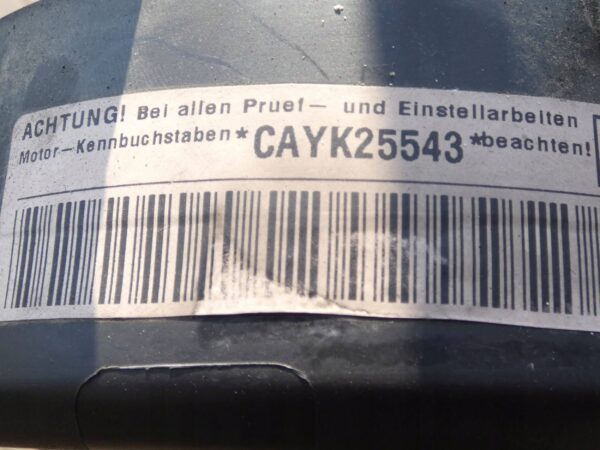 ACHTUNG! Bei allen Pruef- und Einstellarbeiten
Motor-Kennbuchstaben*CAYK25543*beachten!